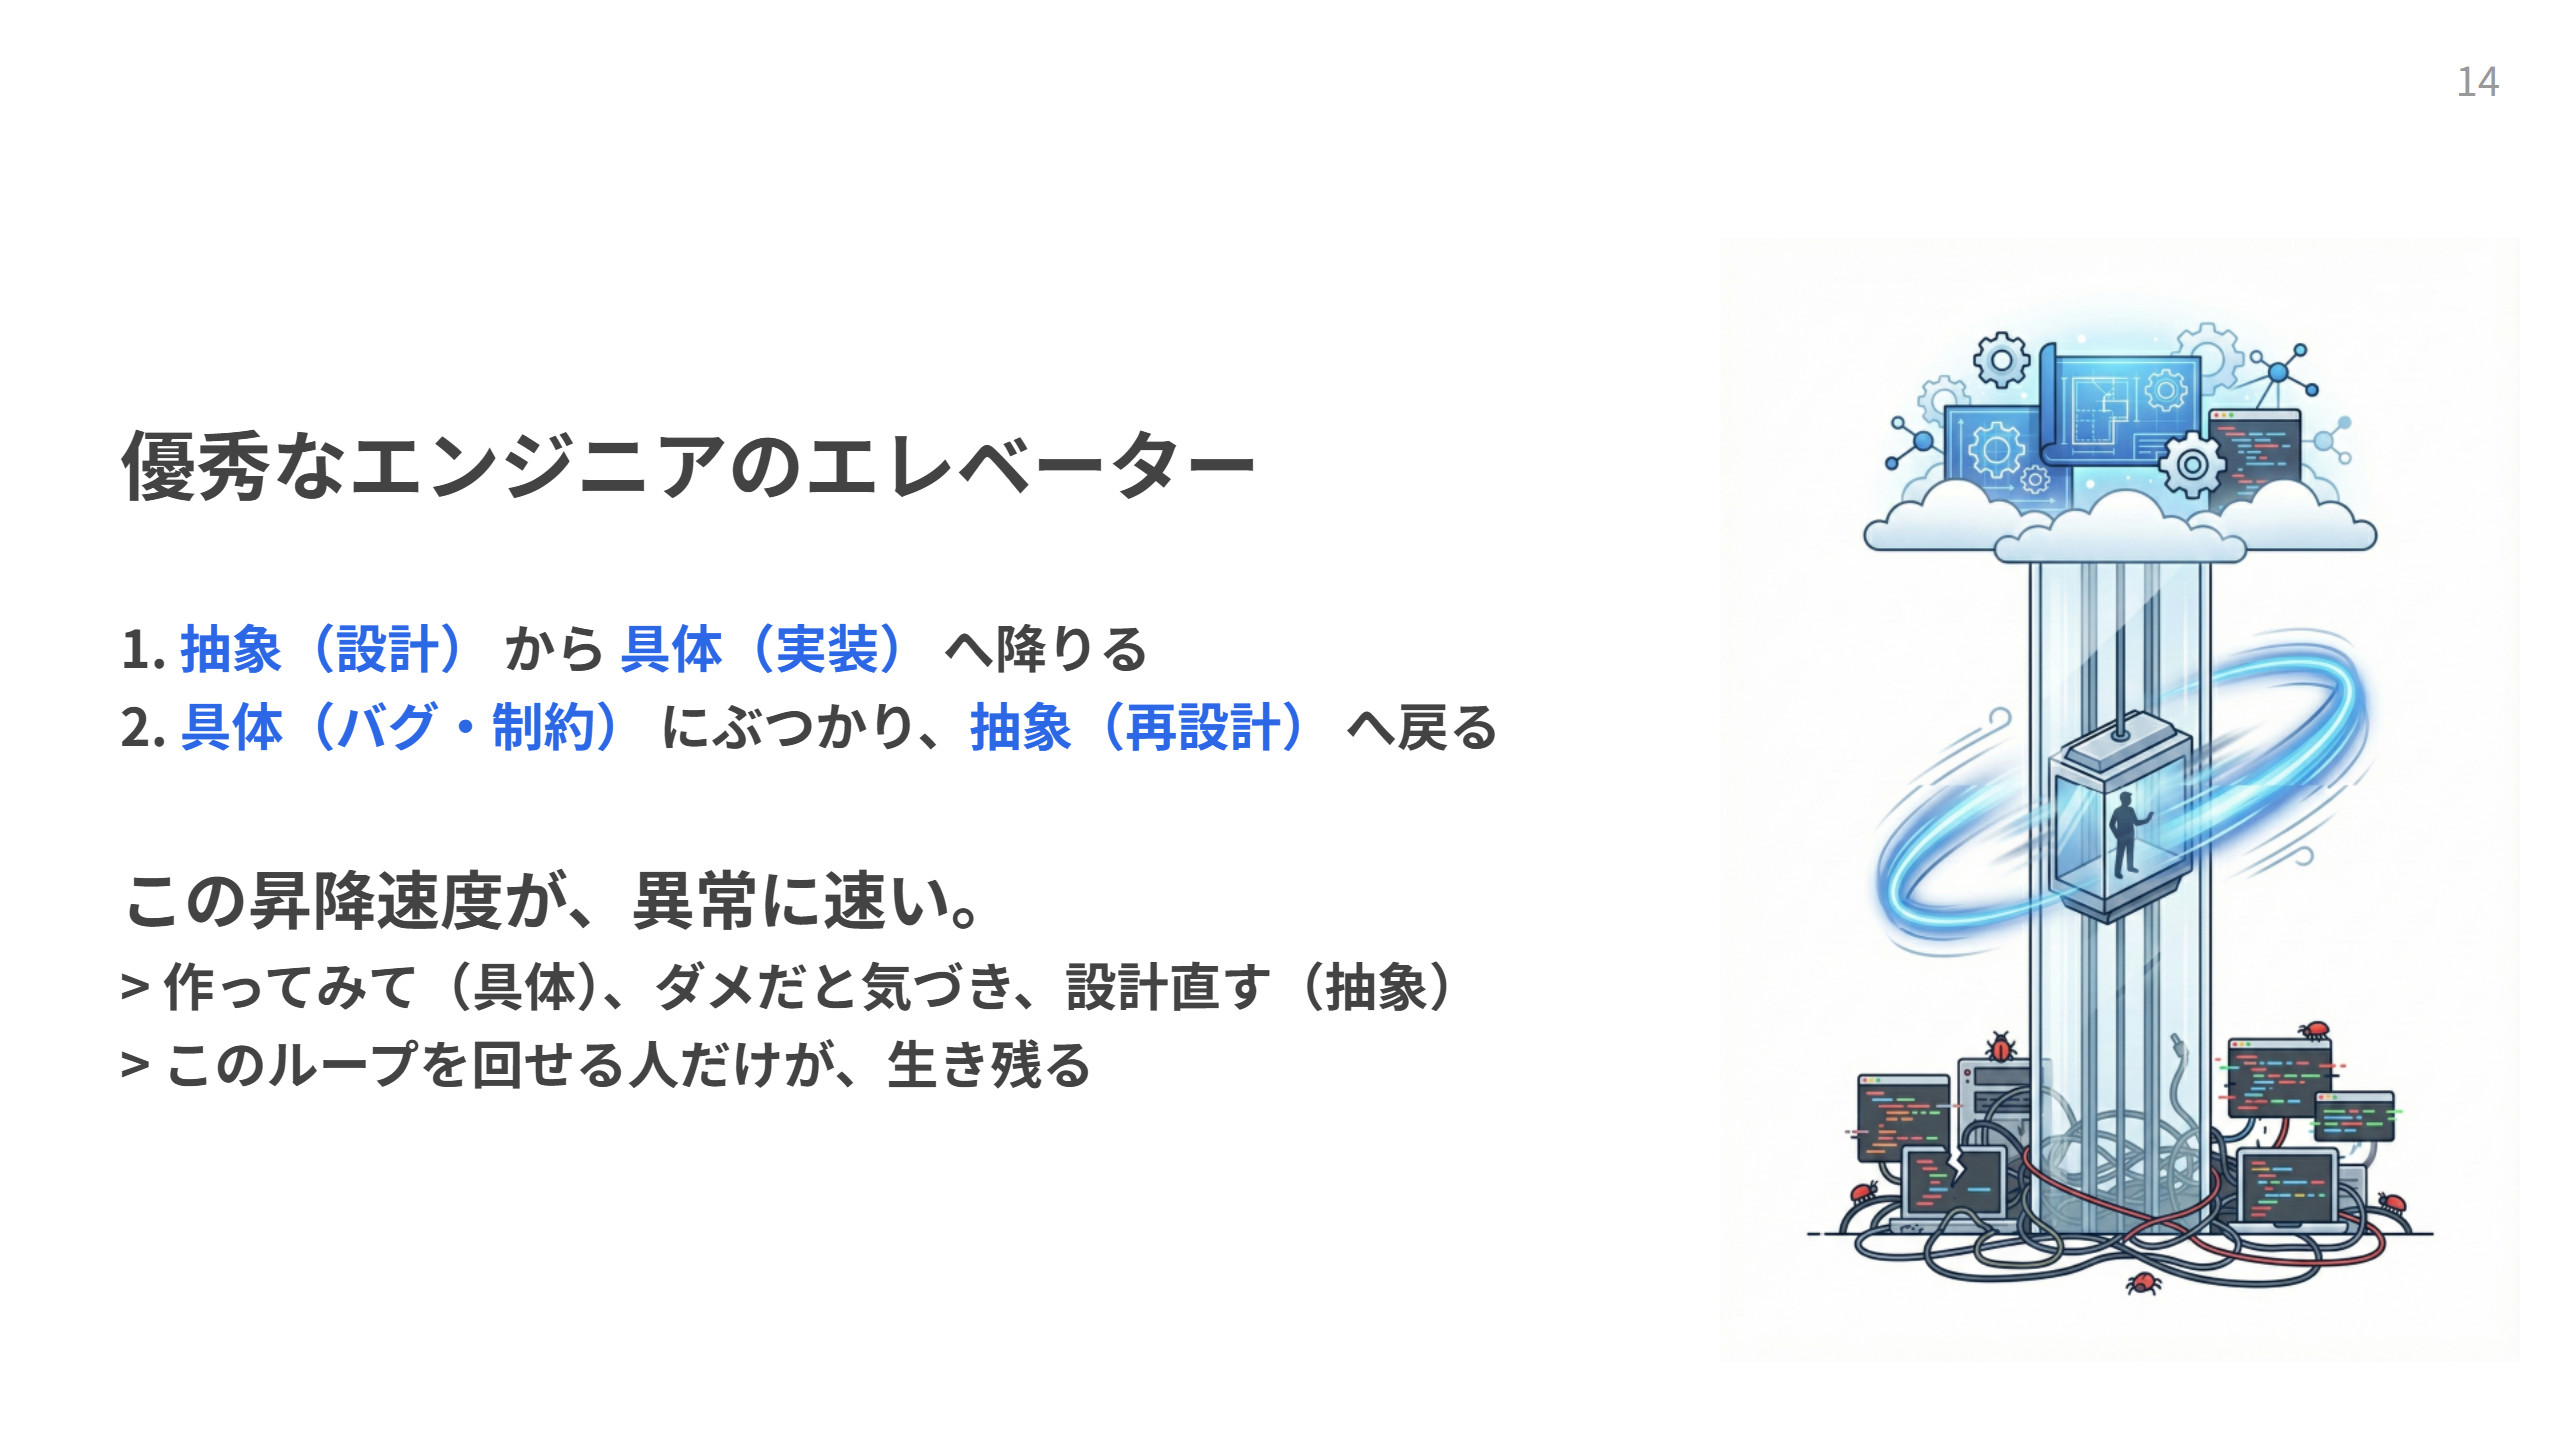 14
優秀なエンジニアのエレベーター
1. 抽象（設計） から 具体（実装） へ降りる
2. 具体（バグ・制約） にぶつかり、抽象（再設計） へ戻る
この昇降速度が、異常に速い。
> 作ってみて（具体）、ダメだと気づき、設計直す（抽象）
> このループを回せる人だけが、生き残る